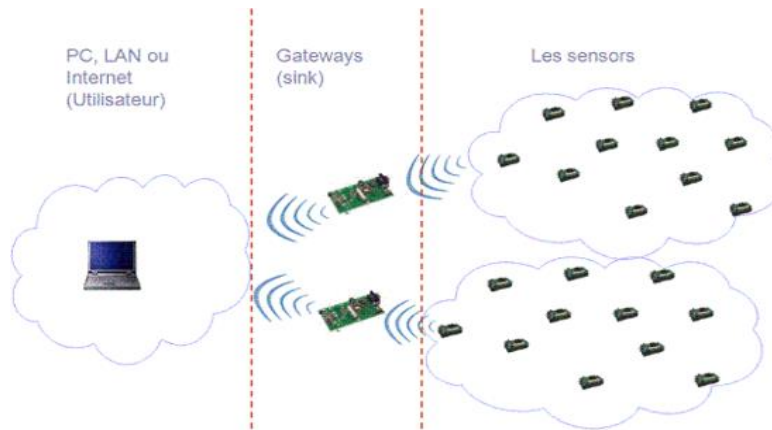 PC, LAN ou
Internet
(Utilisateur)
Gateways
(sink)
Les sensors